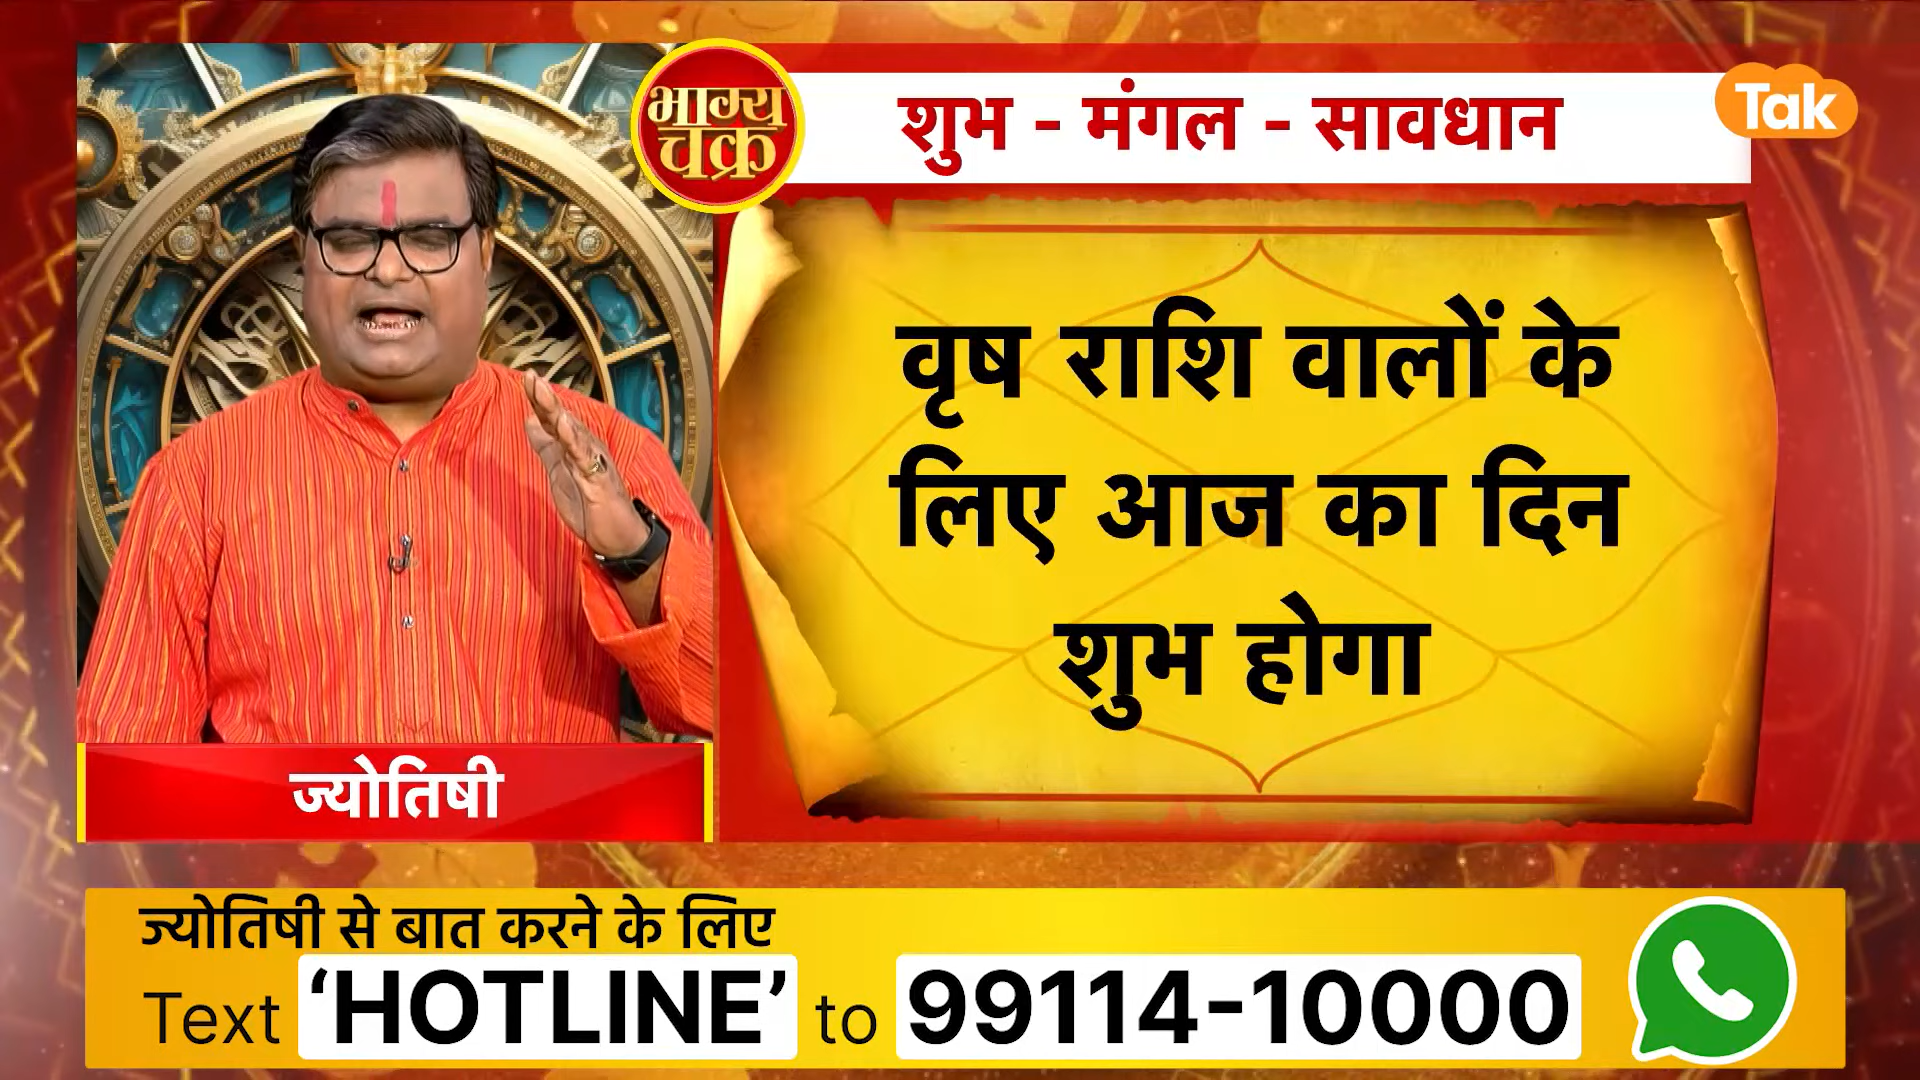 भाग्य
चक्र
शुभ - मंगल - सावधान
Tak
वृष राशि वालों के
लिए आज का दिन
शुभ होगा
ज्योतिषी
ज्योतिषी से बात करने के लिए
Text ‘HOTLINE’ to 99114-10000